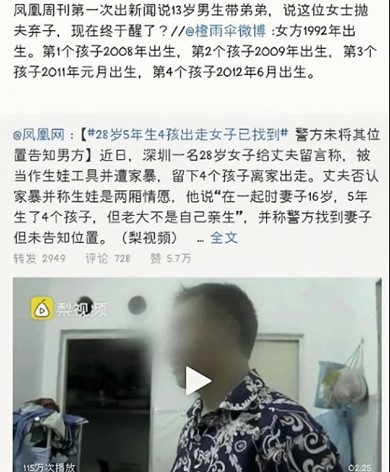 凤凰周刊第一次出新闻说13岁男生带弟弟，说这位女士抛
夫弃子，现在终于醒了？//@橙雨伞微博 :女方1992年出
生。第1个孩子2008年出生，第2个孩子2009年出生，第3个
孩子2011年元月出生，第4个孩子2012年6月出生。
@凤凰网：【#28岁5年生4孩出走女子已找到# 警方未将其位
置告知男方】近日，深圳一名28岁女子给丈夫留言称，被
当作生娃工具并遭家暴，留下4个孩子离家出走。丈夫否认
家暴并称生娃是两厢情愿，他说“在一起时妻子16岁，5年
生了4个孩子，但老大不是自己亲生”，并称警方找到妻子
但未告知位置。（梨视频） ... 全文
转发 2949 评论 728 赞 5.7万
梨视频
115万次播放 02:25